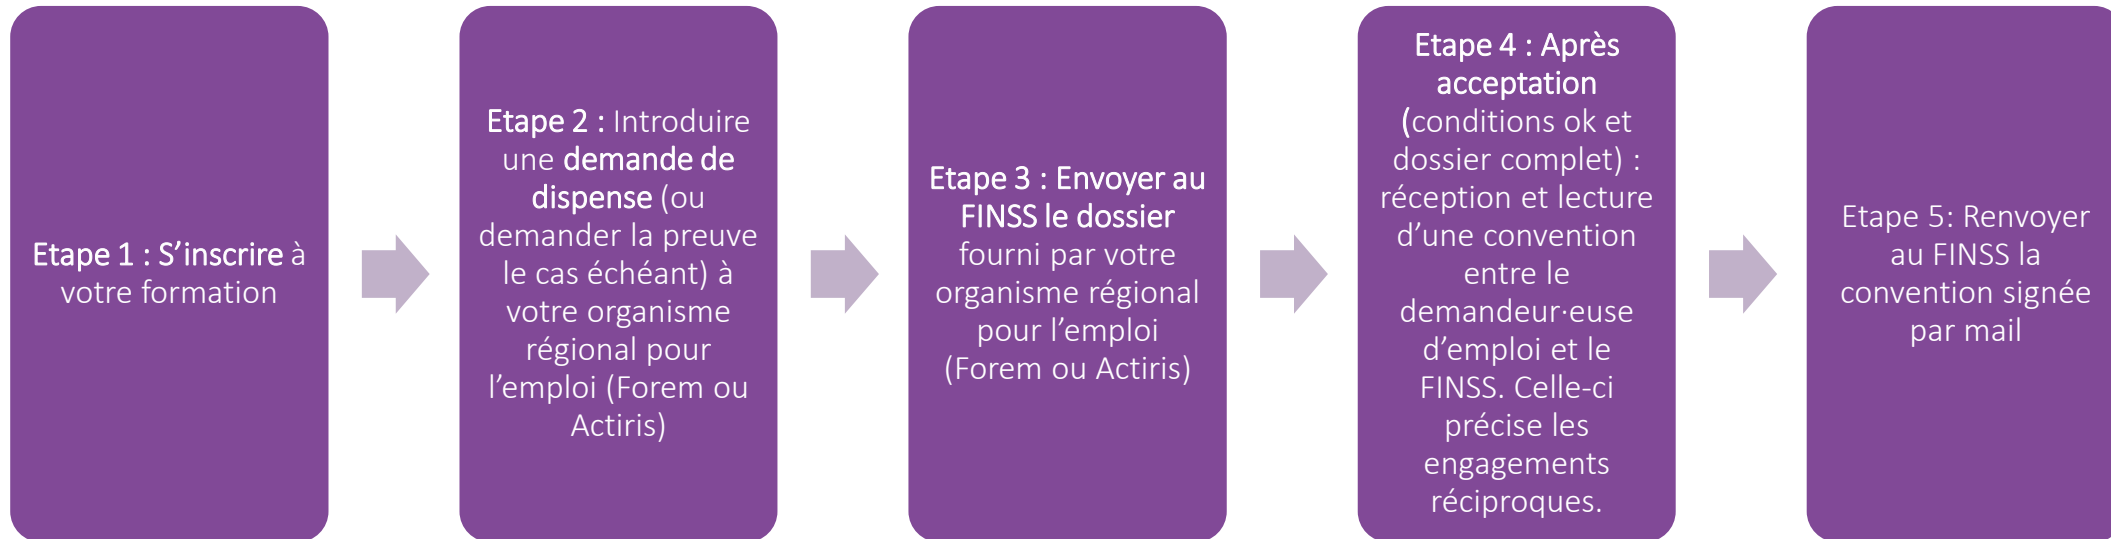 Etape 1 : S’inscrire à
votre formation
Etape 2 : Introduire
une demande de
dispense (ou
demander la preuve
le cas échéant) à
votre organisme
régional pour
l’emploi (Forem ou
Actiris)
Etape 3 : Envoyer au
FINSS le dossier
fourni par votre
organisme régional
pour l’emploi
(Forem ou Actiris)
Etape 4 : Après
acceptation
(conditions ok et
dossier complet) :
réception et lecture
d’une convention
entre le
demandeur·euse
d’emploi et le
FINSS. Celle-ci
précise les
engagements
réciproques.
Etape 5: Renvoyer
au FINSS la
convention signée
par mail